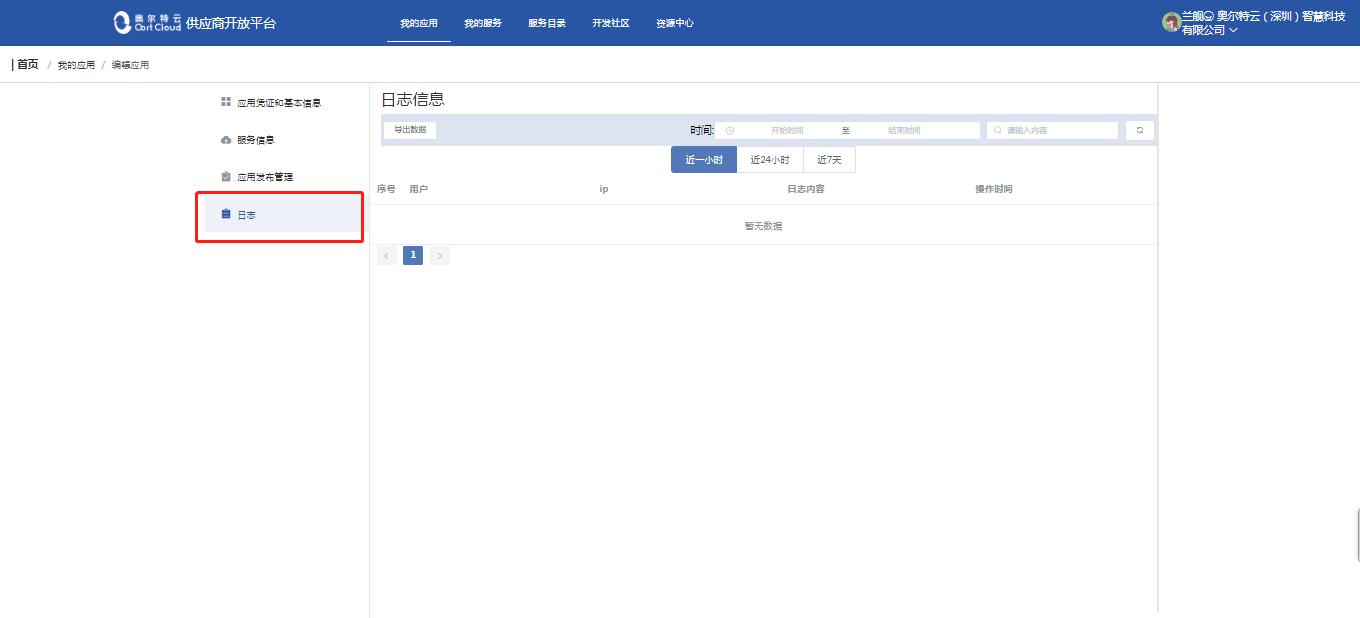 奥尔特云
Oort Cloud
供应商开放平台
我的应用 我的服务 服务目录 开发社区 资源中心
兰舰 奥尔特云（深圳）智慧科技
有限公司
首页 / 我的应用 / 编辑应用
应用凭证和基本信息
服务信息
应用发布管理
日志
日志信息
导出数据 时间: 开始时间 至 结束时间 请输入内容
近一小时 近24小时 近7天
序号 用户 ip 日志内容 操作时间
暂无数据
1